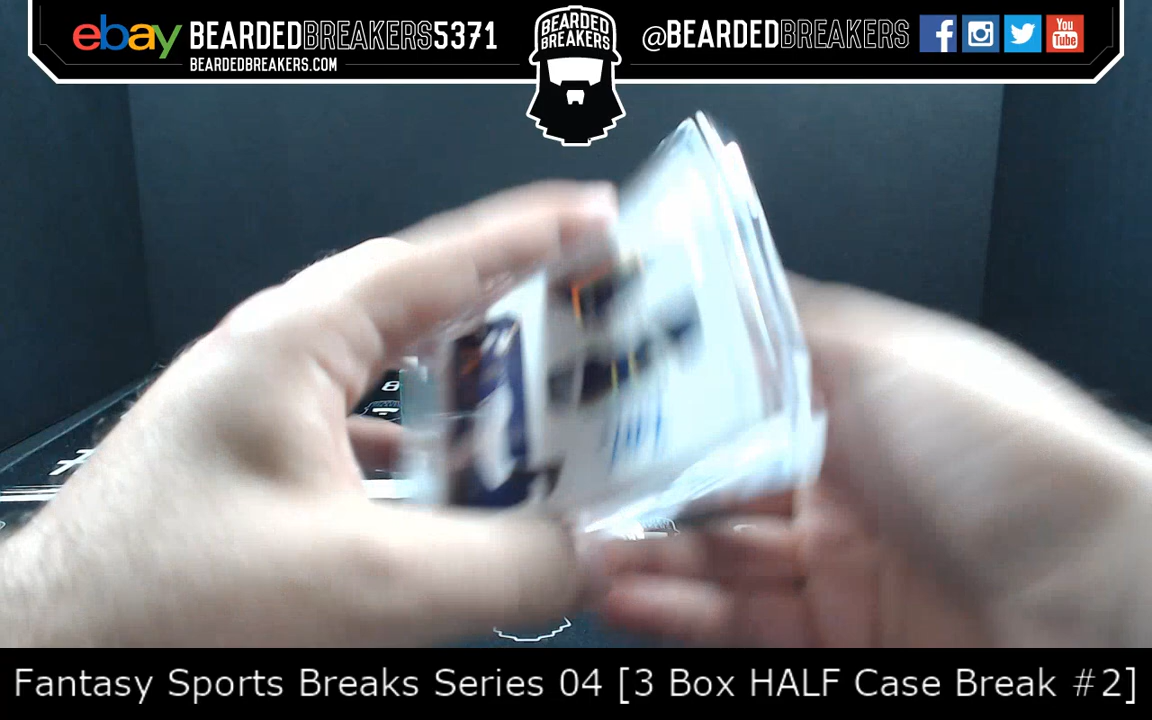 ebay BEARDEDBREAKERS5371
BEARDEDBREAKERS.COM
BEARDED
BREAKERS
@BEARDEDBREAKERS
You
Tube
Fantasy Sports Breaks Series 04 [3 Box HALF Case Break #2]